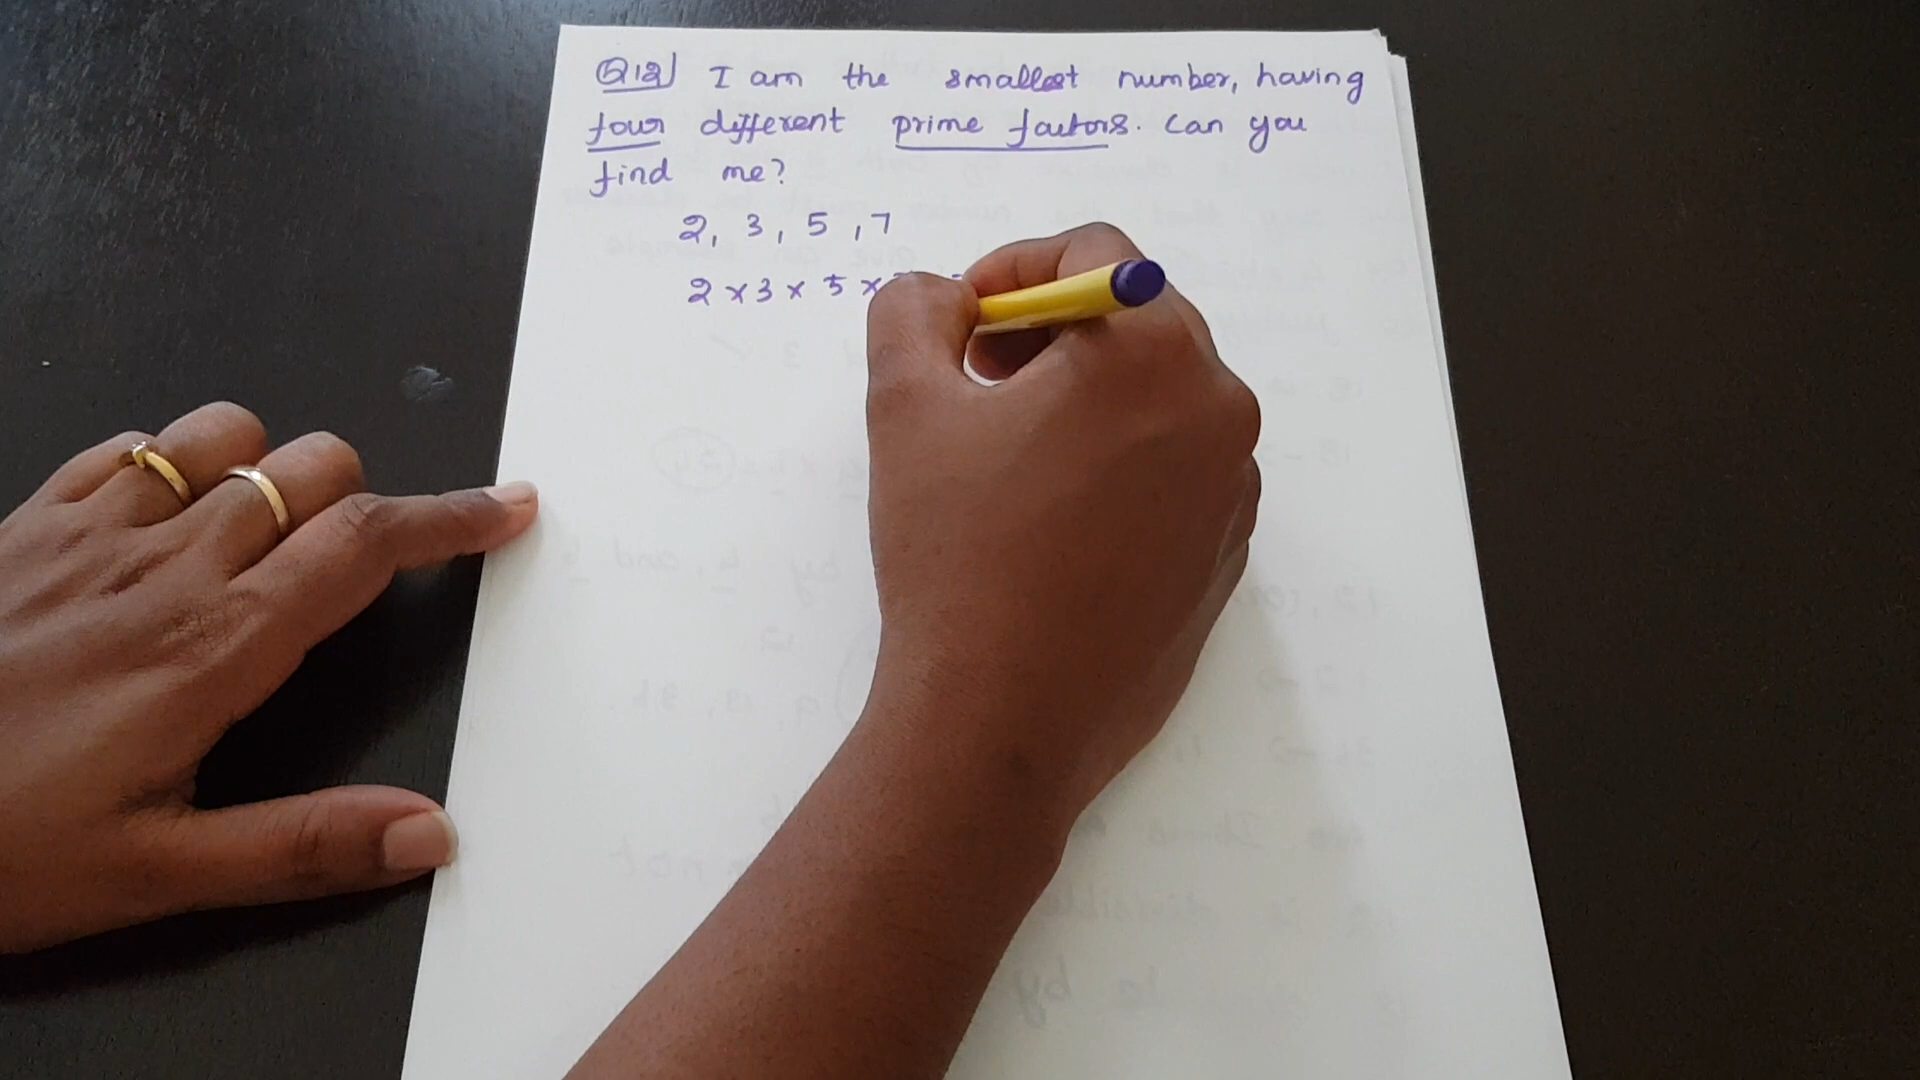 Q12) I am the smallest number, having
four different prime factors. Can you
find me?
2, 3, 5, 7
2 x 3 x 5 x